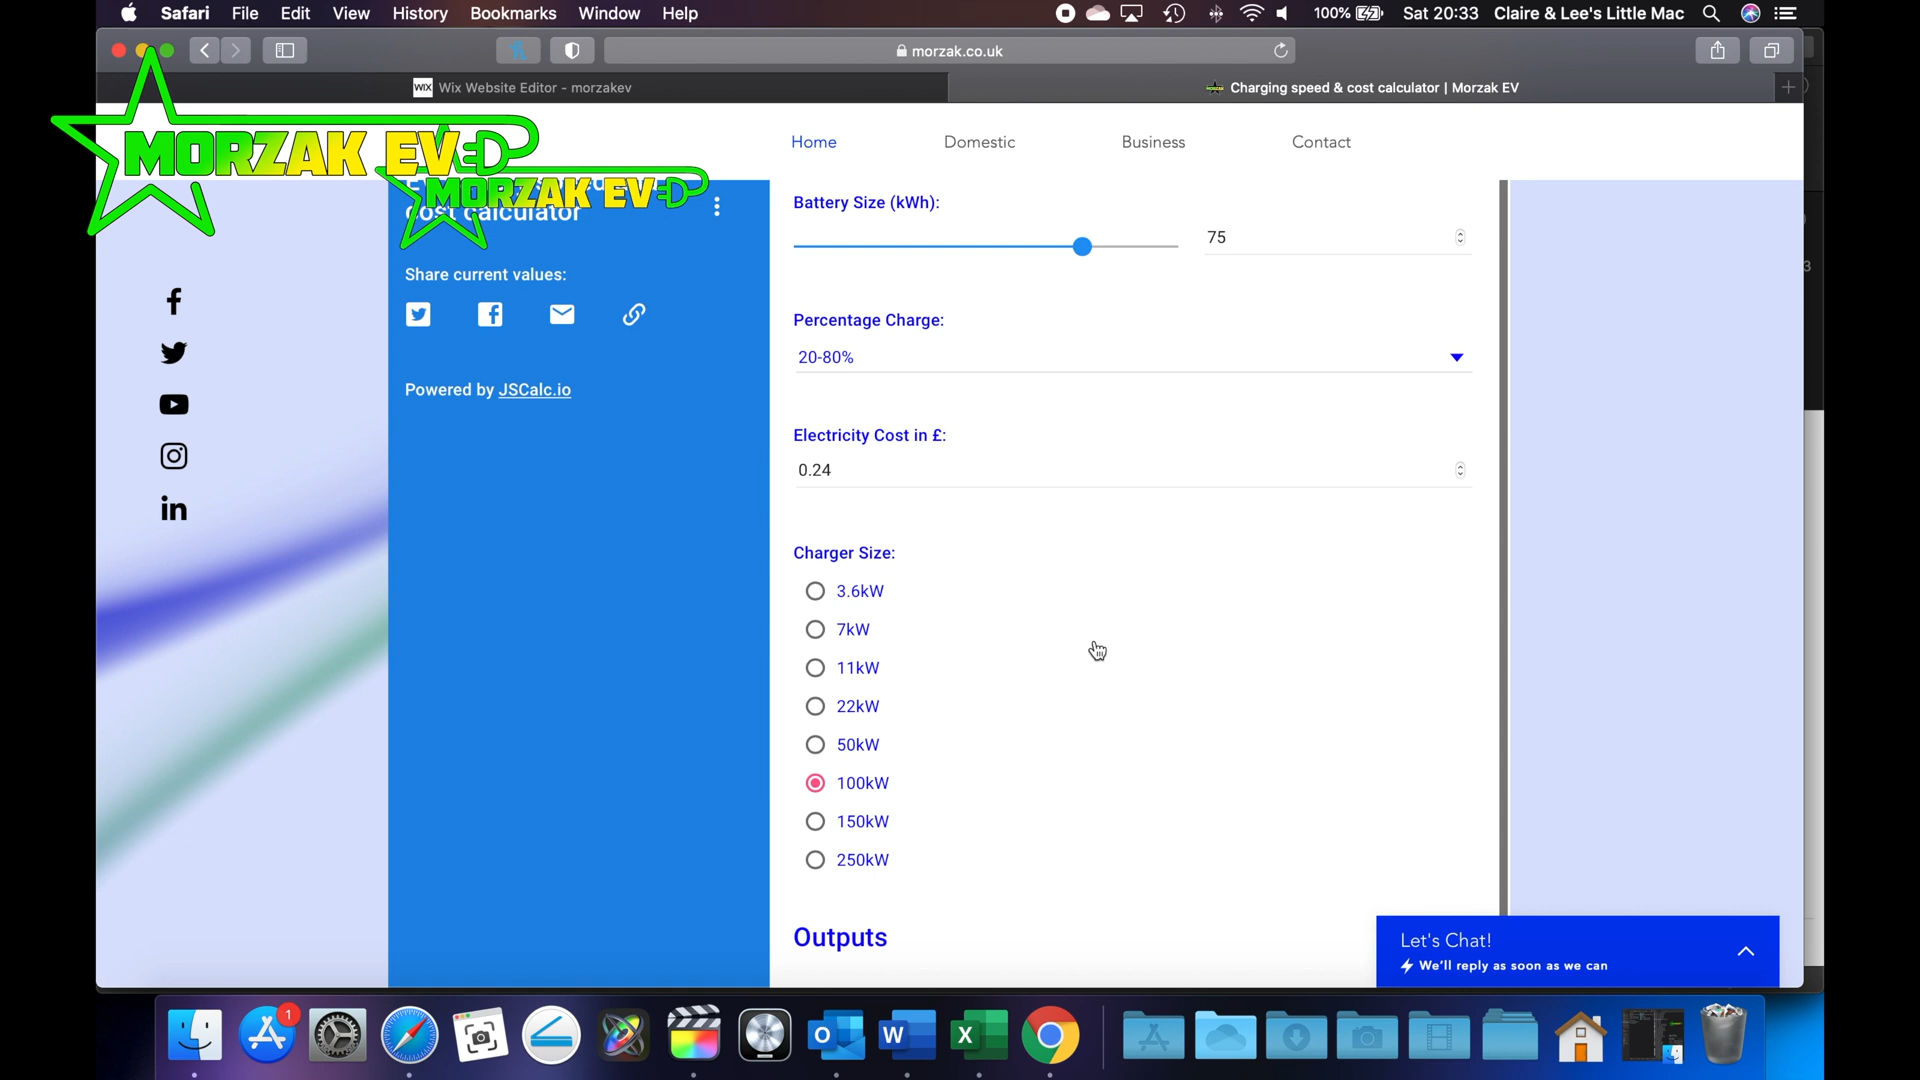 Safari File Edit View History Bookmarks Window Help 100% Sat 20:33 Claire & Lee's Little Mac
morzak.co.uk
WIX Wix Website Editor - morzakev
Charging speed & cost calculator | Morzak EV
MORZAK EV
MORZAK EV
Home Domestic Business Contact
cost calculator
Share current values:
Powered by JSCalc.io
Battery Size (kWh):
75
Percentage Charge:
20-80%
Electricity Cost in £:
0.24
Charger Size:
3.6kW
7kW
11kW
22kW
50kW
100kW
150kW
250kW
Outputs
Let's Chat!
We'll reply as soon as we can
3
1